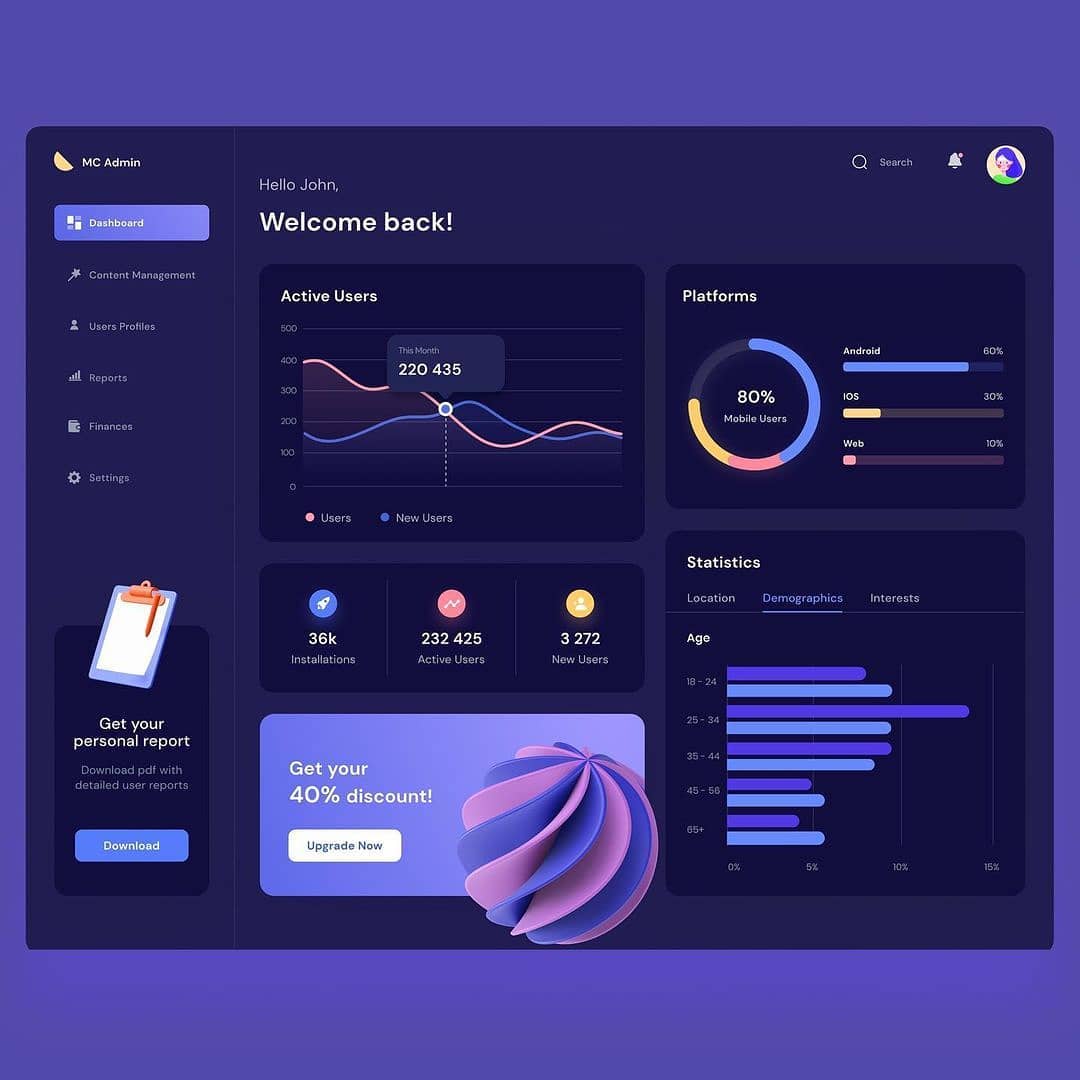 MC Admin
Dashboard
Content Management
Users Profiles
Reports
Finances
Settings
Get your
personal report
Download pdf with
detailed user reports
Download
Search
Hello John,
Welcome back!
Active Users
500
400
300
200
100
0
This Month
220 435
Users
New Users
36k
Installations
232 425
Active Users
3 272
New Users
Get your
40% discount!
Upgrade Now
Platforms
80%
Mobile Users
Android 60%
IOS 30%
Web 10%
Statistics
Location Demographics Interests
Age
18 - 24
25 - 34
35 - 44
45 - 56
65+
0% 5% 10% 15%